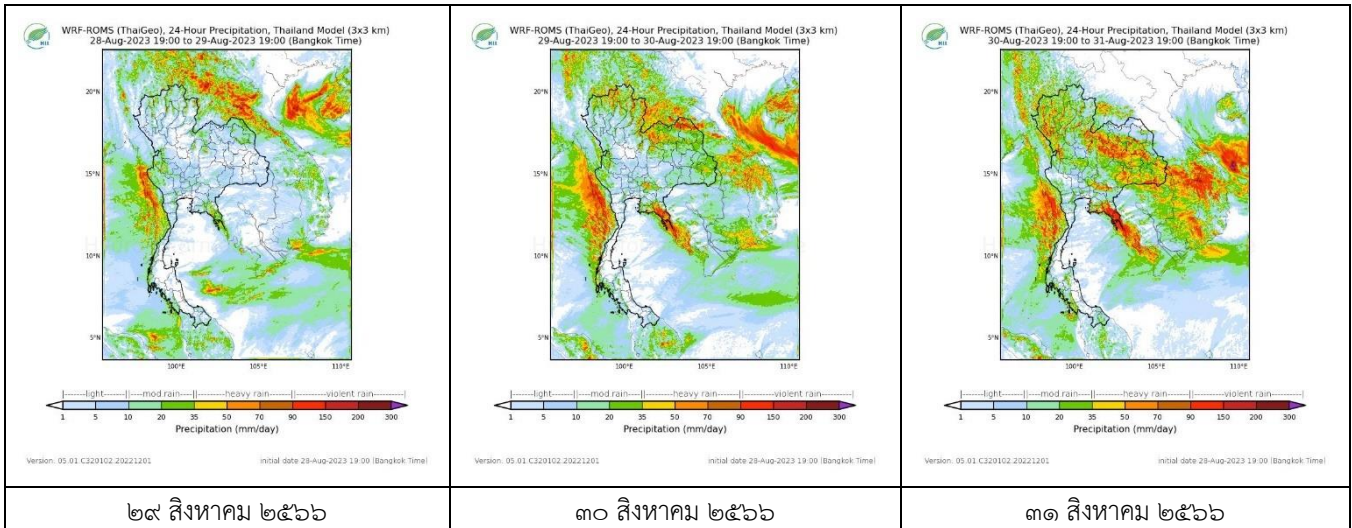 WRF-ROMS (ThaiGeo), 24-Hour Precipitation, Thailand Model (3x3 km)
28-Aug-2023 19:00 to 29-Aug-2023 19:00 (Bangkok Time)
HII
20°N
15°N
10°N
5°N
100°E 105°E 110°E
|------light------||---mod rain---||------heavy rain------||------violent rain------|
1 5 10 20 35 50 70 90 150 200 300
Precipitation (mm/day)
Version: 05.01.C320102.20221201 initial date 28-Aug-2023 19:00 (Bangkok Time)
๒๙ สิงหาคม ๒๕๖๖
WRF-ROMS (ThaiGeo), 24-Hour Precipitation, Thailand Model (3x3 km)
29-Aug-2023 19:00 to 30-Aug-2023 19:00 (Bangkok Time)
HII
20°N
15°N
10°N
5°N
100°E 105°E 110°E
|------light------||---mod rain---||------heavy rain------||------violent rain------|
1 5 10 20 35 50 70 90 150 200 300
Precipitation (mm/day)
Version: 05.01.C320102.20221201 initial date 28-Aug-2023 19:00 (Bangkok Time)
๓๐ สิงหาคม ๒๕๖๖
WRF-ROMS (ThaiGeo), 24-Hour Precipitation, Thailand Model (3x3 km)
30-Aug-2023 19:00 to 31-Aug-2023 19:00 (Bangkok Time)
HII
20°N
15°N
10°N
5°N
100°E 105°E 110°E
|------light------||---mod rain---||------heavy rain------||------violent rain------|
1 5 10 20 35 50 70 90 150 200 300
Precipitation (mm/day)
Version: 05.01.C320102.20221201 initial date 28-Aug-2023 19:00 (Bangkok Time)
๓๑ สิงหาคม ๒๕๖๖